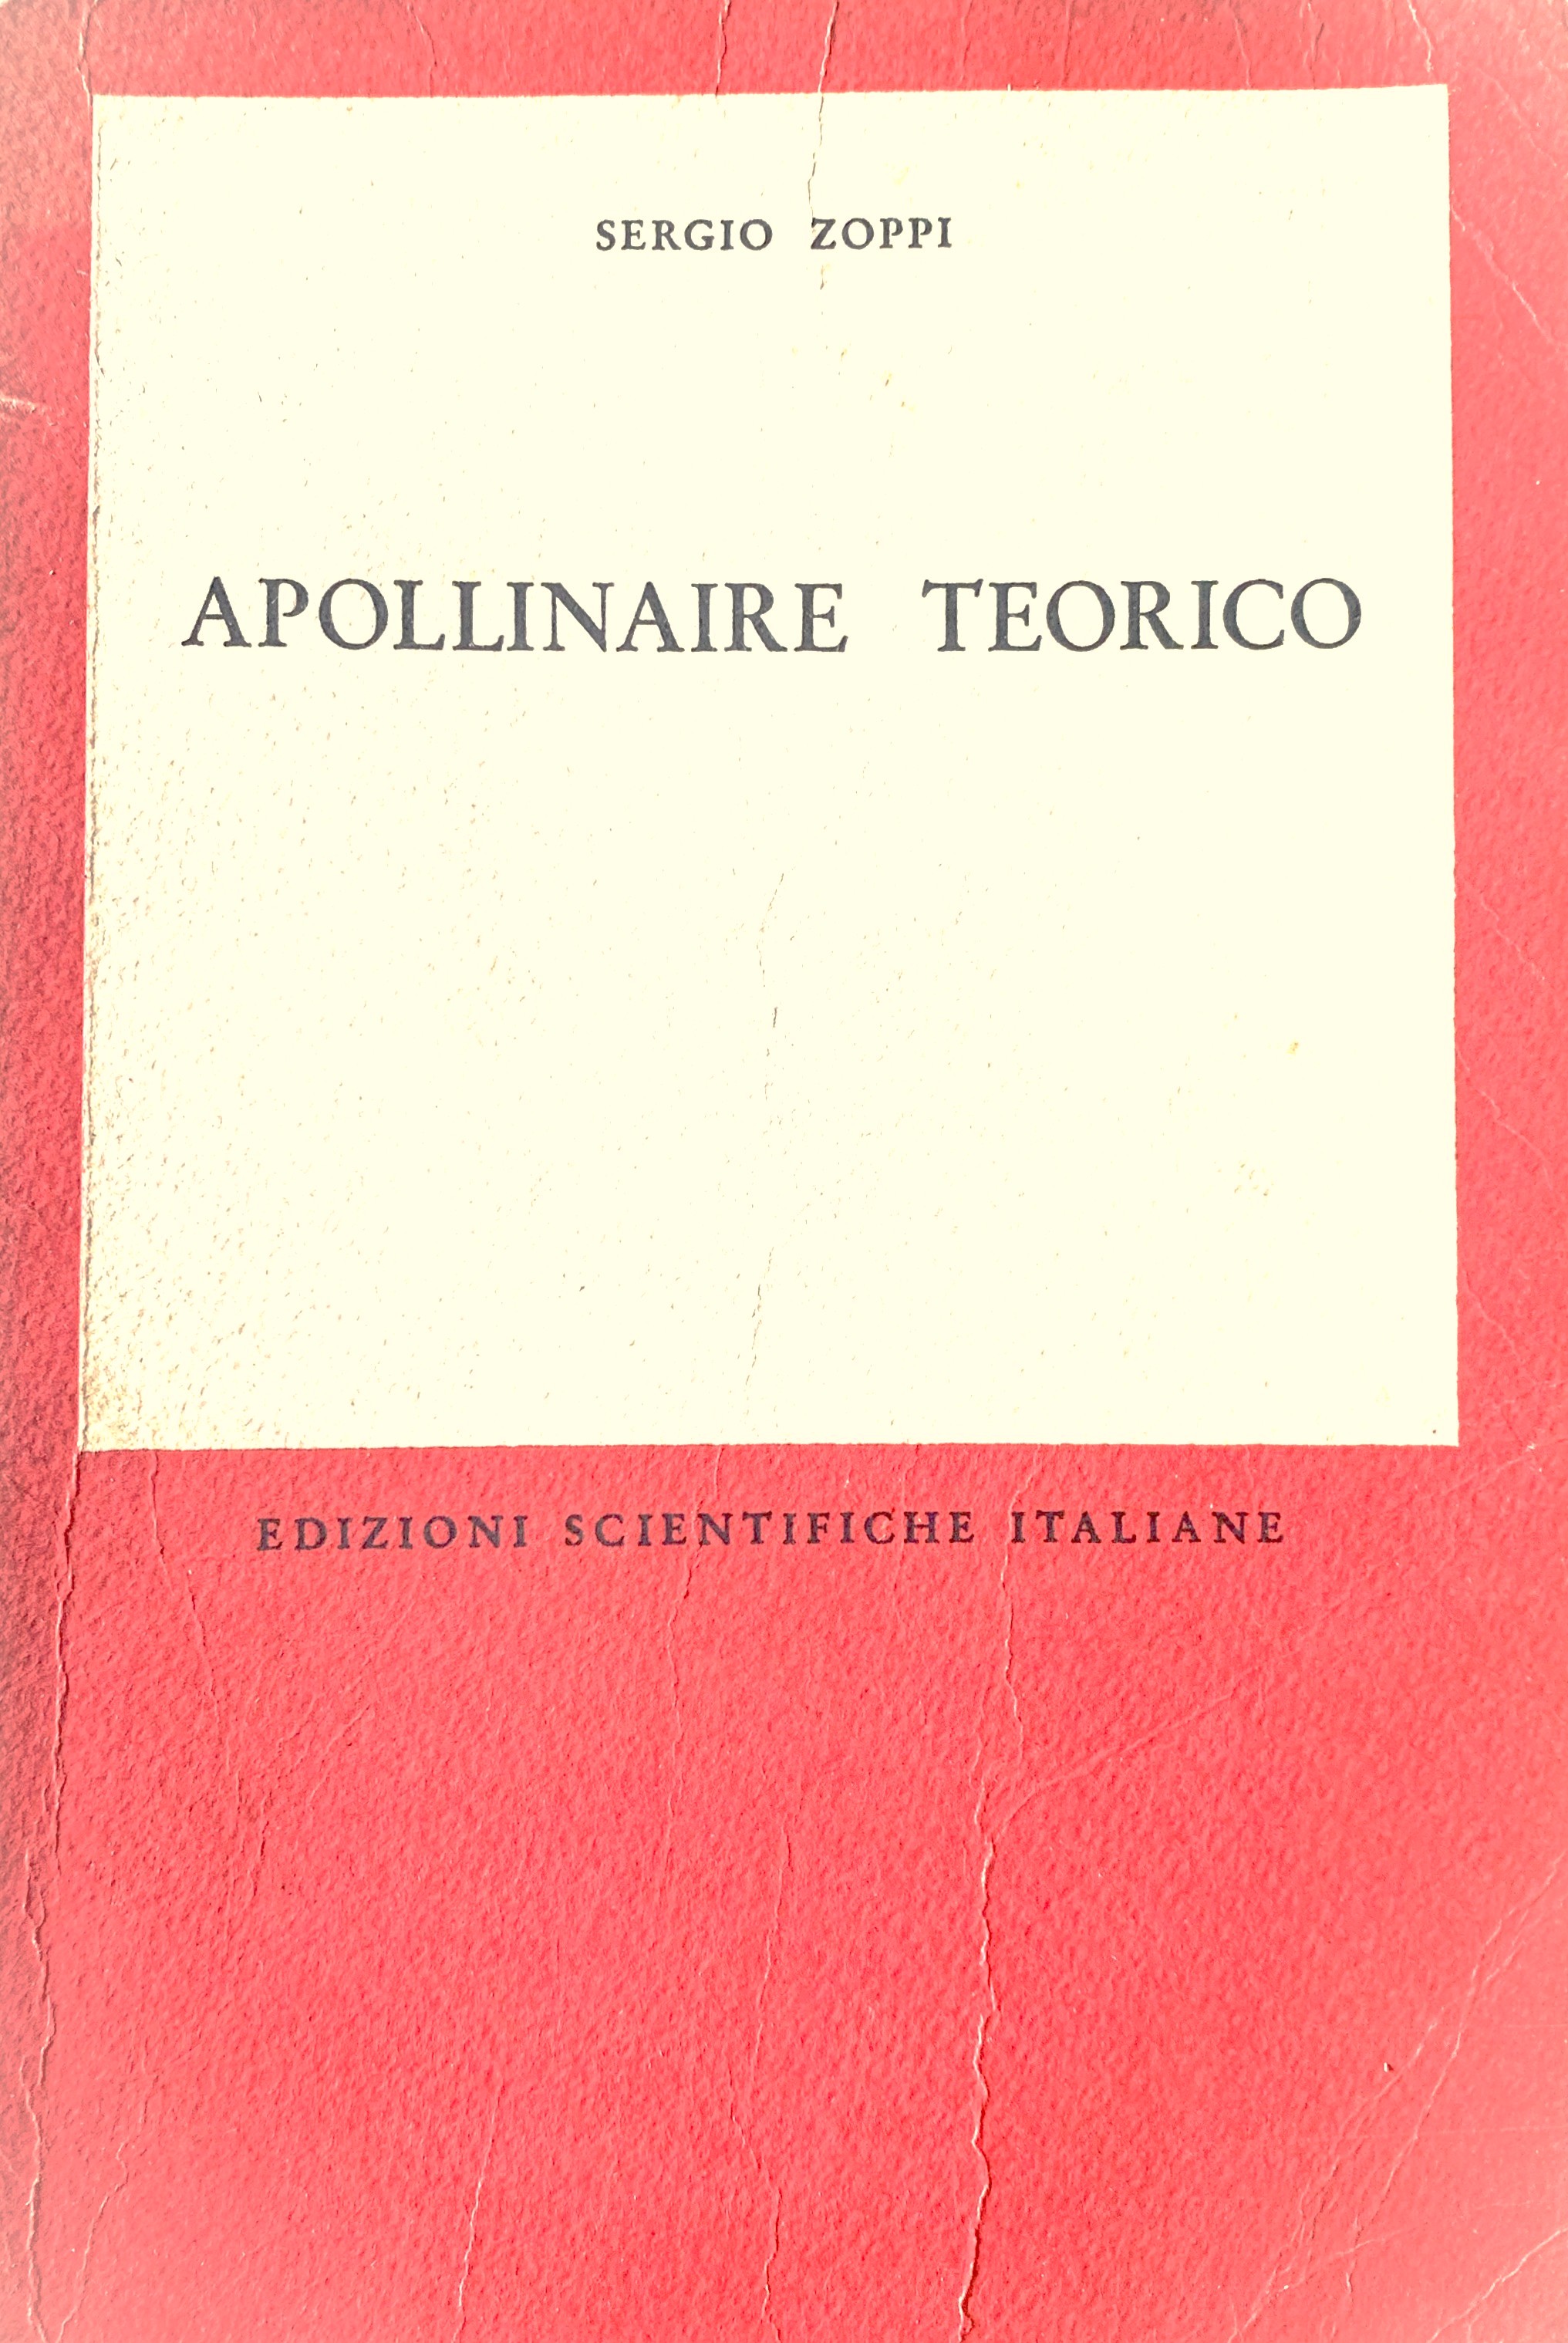 SERGIO ZOPPI
APOLLINAIRE TEORICO
EDIZIONI SCIENTIFICHE ITALIANE